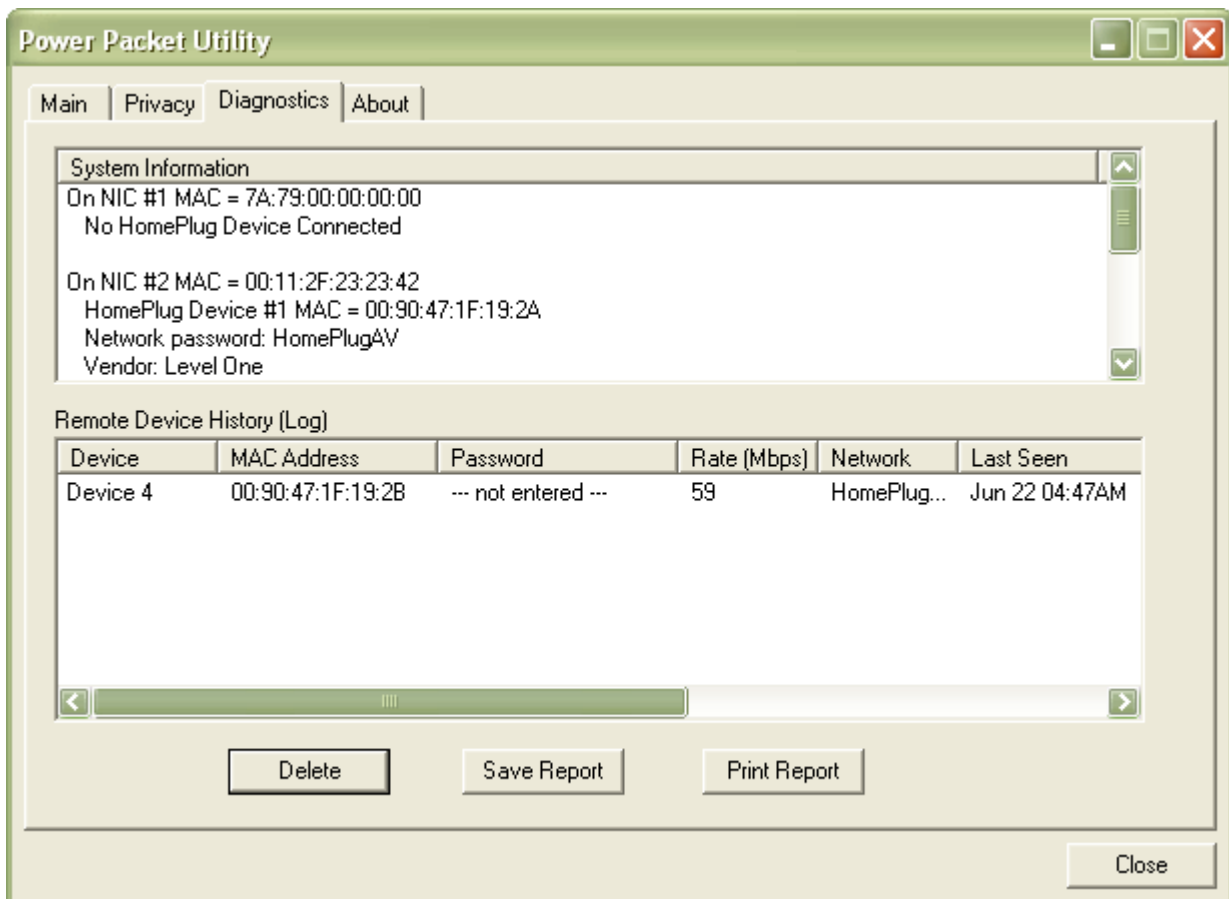 Power Packet Utility
Main Privacy Diagnostics About
System Information
On NIC #1 MAC = 7A:79:00:00:00:00
No HomePlug Device Connected
On NIC #2 MAC = 00:11:2F:23:23:42
HomePlug Device #1 MAC = 00:90:47:1F:19:2A
Network password: HomePlugAV
Vendor: Level One
Remote Device History (Log)
Device MAC Address Password Rate (Mbps) Network Last Seen
Device 4 00:90:47:1F:19:2B --- not entered --- 59 HomePlug... Jun 22 04:47AM
Delete Save Report Print Report
Close